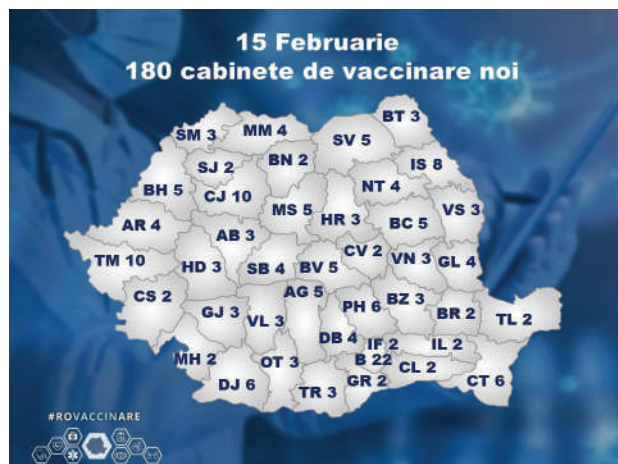 15 Februarie
180 cabinete de vaccinare noi
BT 3
SM 3
MM 4
SV 5
SJ 2
BN 2
IS 8
BH 5
CJ 10
NT 4
MS 5
HR 3
BC 5
VS 3
AR 4
AB 3
TM 10
HD 3
SB 4
BV 5
CV 2
VN 3
GL 4
CS 2
GJ 3
VL 3
AG 5
PH 6
BZ 3
BR 2
TL 2
DB 4
IF 2
IL 2
MH 2
OT 3
B 22
CL 2
DJ 6
TR 3
GR 2
CT 6
#ROVACCINARE